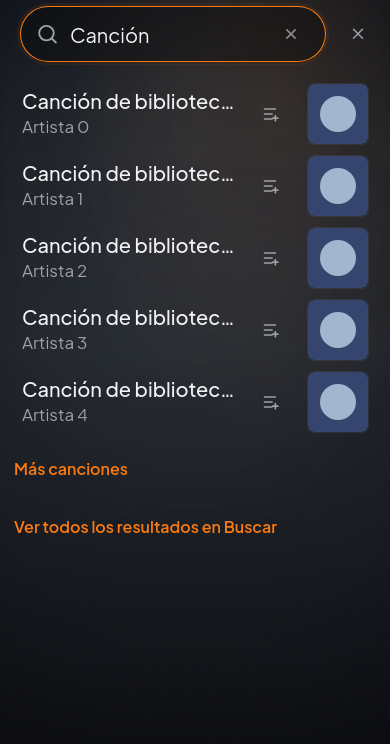 Canción
Canción de bibliotec...
Artista 0
Canción de bibliotec...
Artista 1
Canción de bibliotec...
Artista 2
Canción de bibliotec...
Artista 3
Canción de bibliotec...
Artista 4
Más canciones
Ver todos los resultados en Buscar